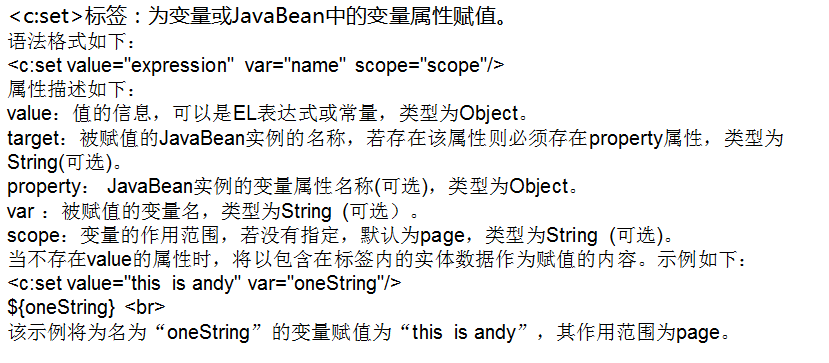 <c:set>标签：为变量或JavaBean中的变量属性赋值。
语法格式如下：
<c:set value="expression"  var="name"  scope="scope"/>
属性描述如下：
value：值的信息，可以是EL表达式或常量，类型为Object。
target：被赋值的JavaBean实例的名称，若存在该属性则必须存在property属性，类型为
String(可选)。
property： JavaBean实例的变量属性名称(可选)，类型为Object。
var ：被赋值的变量名，类型为String  (可选）。
scope：变量的作用范围，若没有指定，默认为page，类型为String  (可选)。
当不存在value的属性时，将以包含在标签内的实体数据作为赋值的内容。示例如下：
<c:set value="this  is andy" var="oneString"/>
${oneString}  <br>
该示例将为名为“oneString”的变量赋值为“this  is andy”，其作用范围为page。